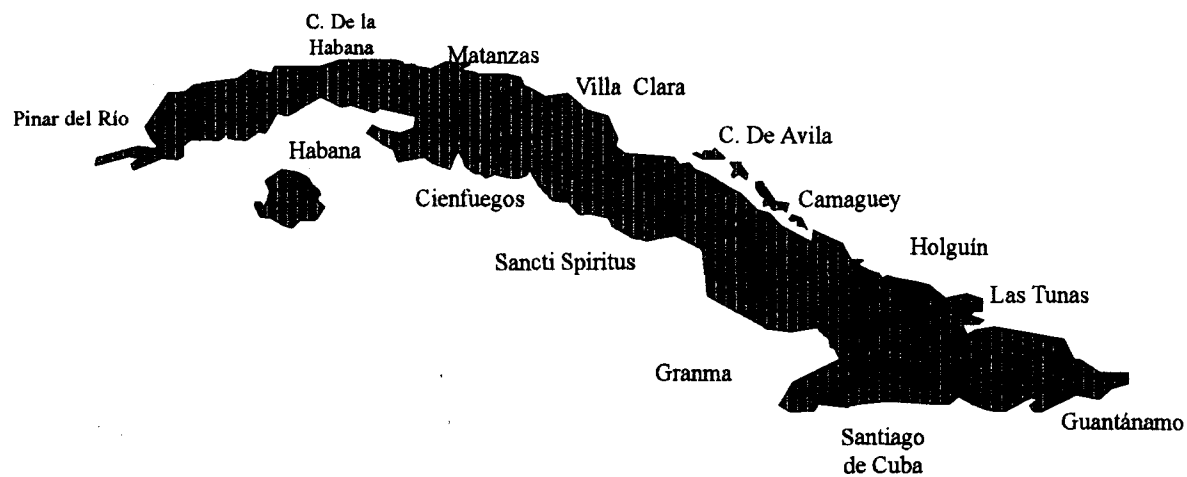 C. De la
Habana
Matanzas
Villa Clara
Pinar del Río
C. De Avila
Habana
Cienfuegos
Camaguey
Holguín
Sancti Spiritus
Las Tunas
Granma
Guantánamo
Santiago
de Cuba